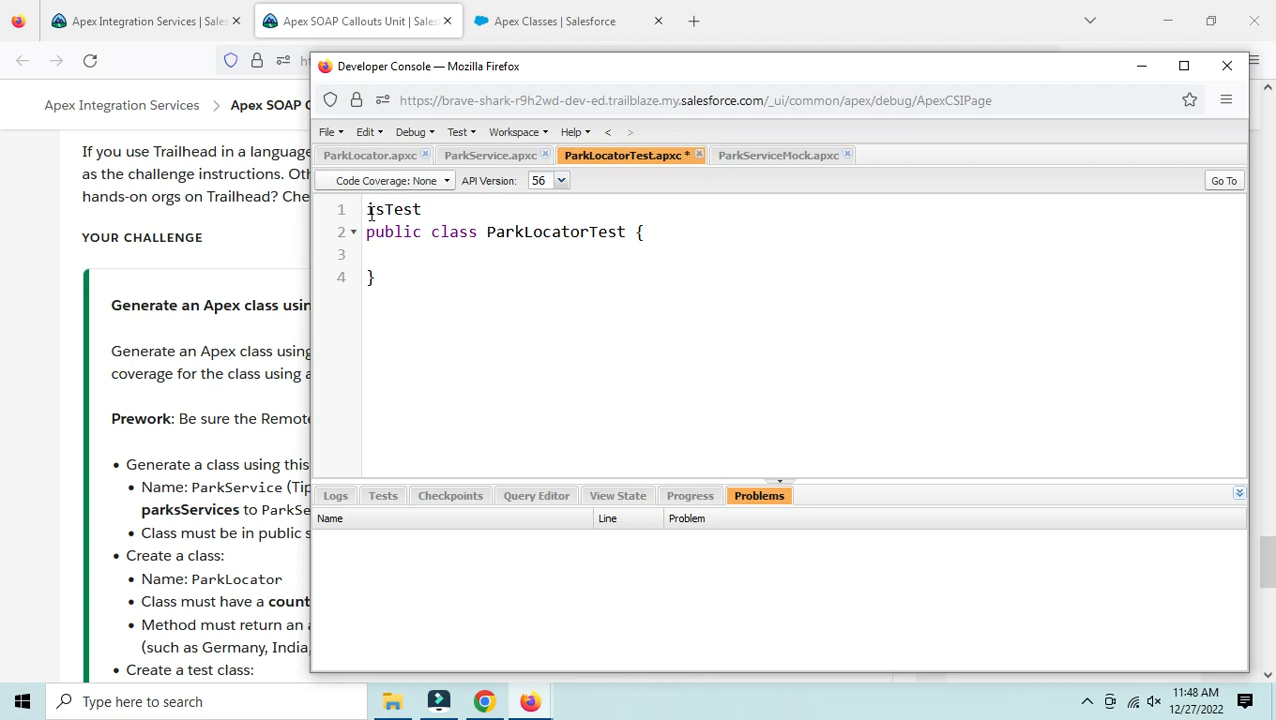 Apex Integration Services | Sales
Apex SOAP Callouts Unit | Sales
Apex Classes | Salesforce
Apex Integration Services > Apex SOAP C
If you use Trailhead in a language
as the challenge instructions. Oth
hands-on orgs on Trailhead? Che
YOUR CHALLENGE
Generate an Apex class usin
Generate an Apex class using
coverage for the class using a
Prework: Be sure the Remote
Generate a class using this
Name: ParkService (Tip
parksServices to ParkSe
Class must be in public s
Create a class:
Name: ParkLocator
Class must have a count
Method must return an a
(such as Germany, India,
Create a test class:
Developer Console — Mozilla Firefox
https://brave-shark-r9h2wd-dev-ed.trailblaze.my.salesforce.com/_ui/common/apex/debug/ApexCSIPage
File Edit Debug Test Workspace Help < >
ParkLocator.apxc ParkService.apxc ParkLocatorTest.apxc * ParkServiceMock.apxc
Code Coverage: None API Version: 56 Go To
1 isTest
2 public class ParkLocatorTest {
3
4 }
Logs Tests Checkpoints Query Editor View State Progress Problems
Name Line Problem
Type here to search
11:48 AM
12/27/2022